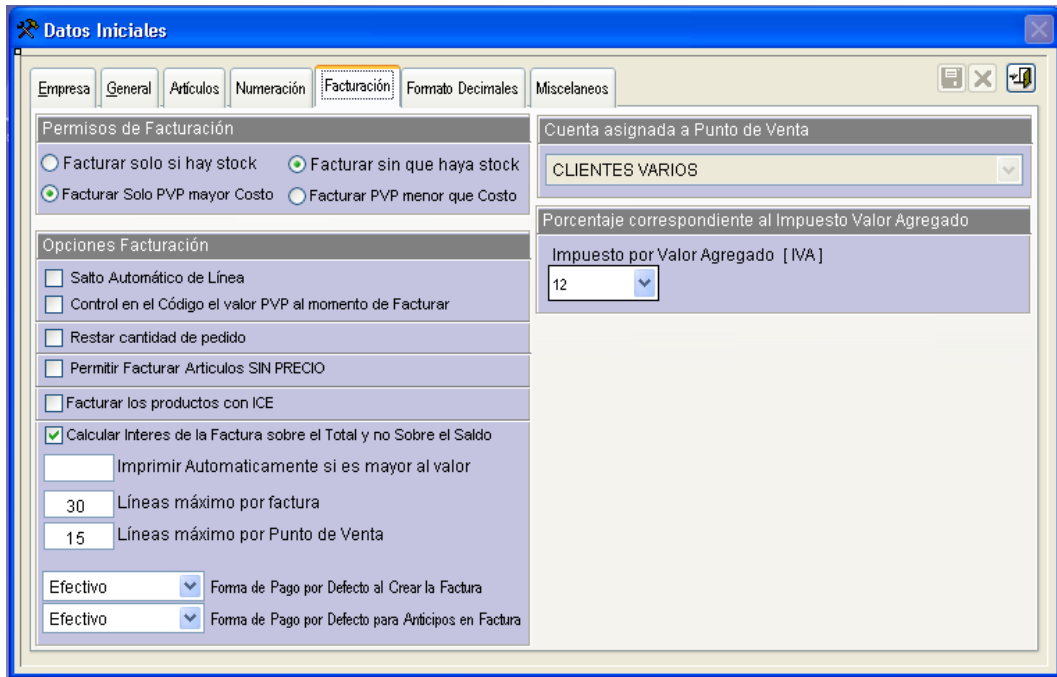 Datos Iniciales
Empresa General Artículos Numeración Facturación Formato Decimales Miscelaneos
Permisos de Facturación
Facturar solo si hay stock Facturar sin que haya stock
Facturar Solo PVP mayor Costo Facturar PVP menor que Costo
Opciones Facturación
Salto Automático de Línea
Control en el Código el valor PVP al momento de Facturar
Restar cantidad de pedido
Permitir Facturar Articulos SIN PRECIO
Facturar los productos con ICE
Calcular Interes de la Factura sobre el Total y no Sobre el Saldo
Imprimir Automaticamente si es mayor al valor
30 Líneas máximo por factura
15 Líneas máximo por Punto de Venta
Efectivo Forma de Pago por Defecto al Crear la Factura
Efectivo Forma de Pago por Defecto para Anticipos en Factura
Cuenta asignada a Punto de Venta
CLIENTES VARIOS
Porcentaje correspondiente al Impuesto Valor Agregado
Impuesto por Valor Agregado [ IVA ]
12